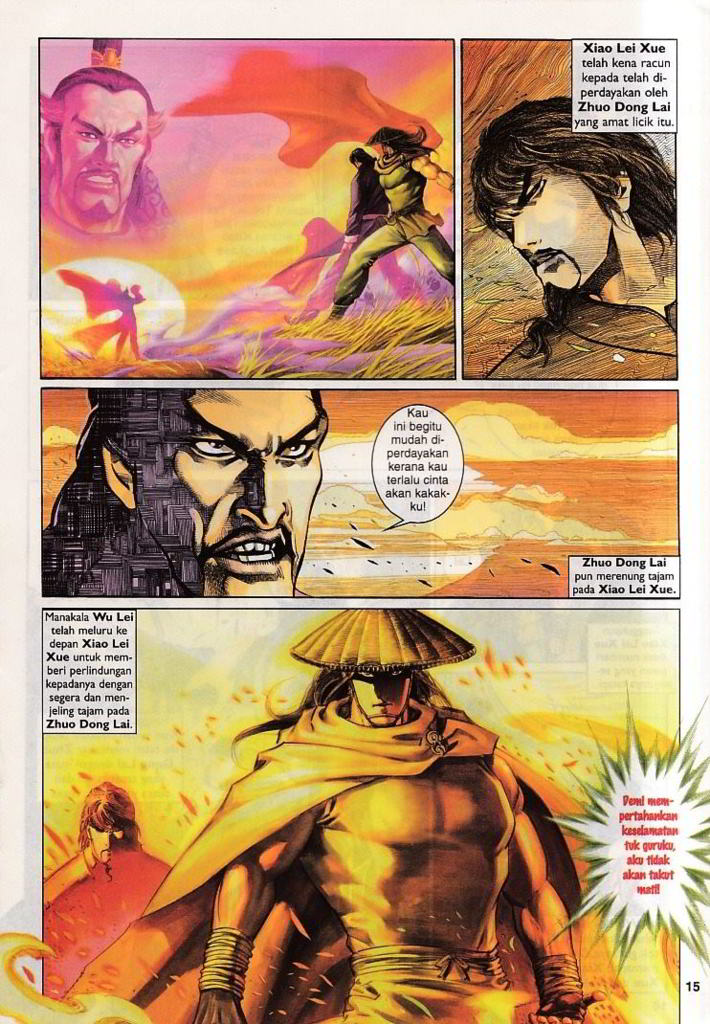 Xiao Lei Xue
telah kena racun
kepada telah di-
perdayakan oleh
Zhuo Dong Lai
yang amat licik itu.
Kau
ini begitu
mudah di-
perdayakan
kerana kau
terlalu cinta
akan kakak-
ku!
Zhuo Dong Lai
pun merenung tajam
pada Xiao Lei Xue.
Manakala Wu Lei
telah meluru ke
depan Xiao Lei
Xue untuk mem-
beri perlindungan
kepadanya dengan
segera dan men-
jeling tajam pada
Zhuo Dong Lai.
Demi mem-
pertahankan
keselamatan
tuk guruku,
aku tidak
akan takut
mati!
15